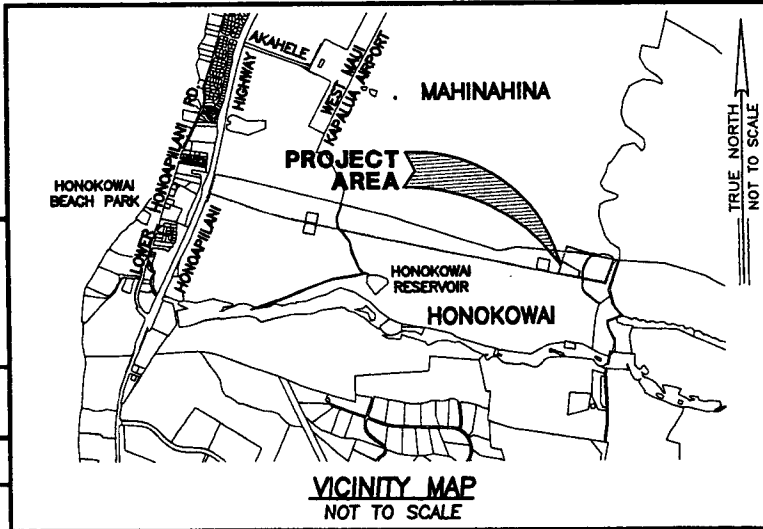 AKAHELE
WEST MAUI
KAPALUA AIRPORT
MAHINAHINA
HIGHWAY
LOWER HONOAPIILANI RD
HONOKOWAI
BEACH PARK
PROJECT
AREA
TRUE NORTH
NOT TO SCALE
HONOAPIILANI
HONOKOWAI
RESERVOIR
HONOKOWAI
VICINITY MAP
NOT TO SCALE